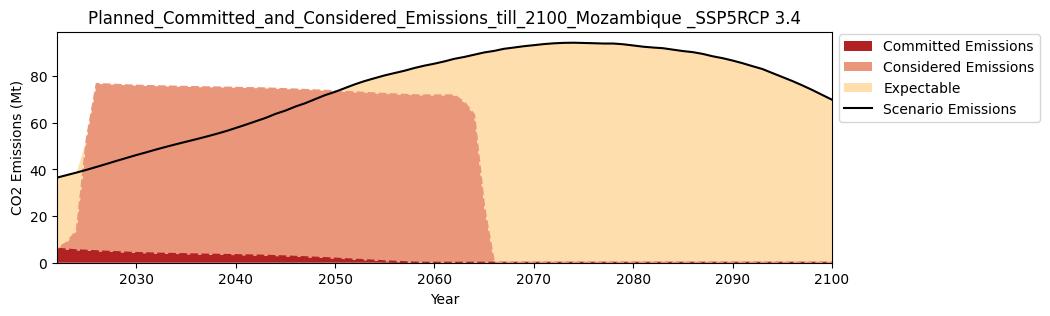 Planned_Committed_and_Considered_Emissions_till_2100_Mozambique _SSP5RCP 3.4
Committed Emissions
Considered Emissions
Expectable
Scenario Emissions
CO2 Emissions (Mt)
80
60
40
20
0
2030 2040 2050 2060 2070 2080 2090 2100
Year